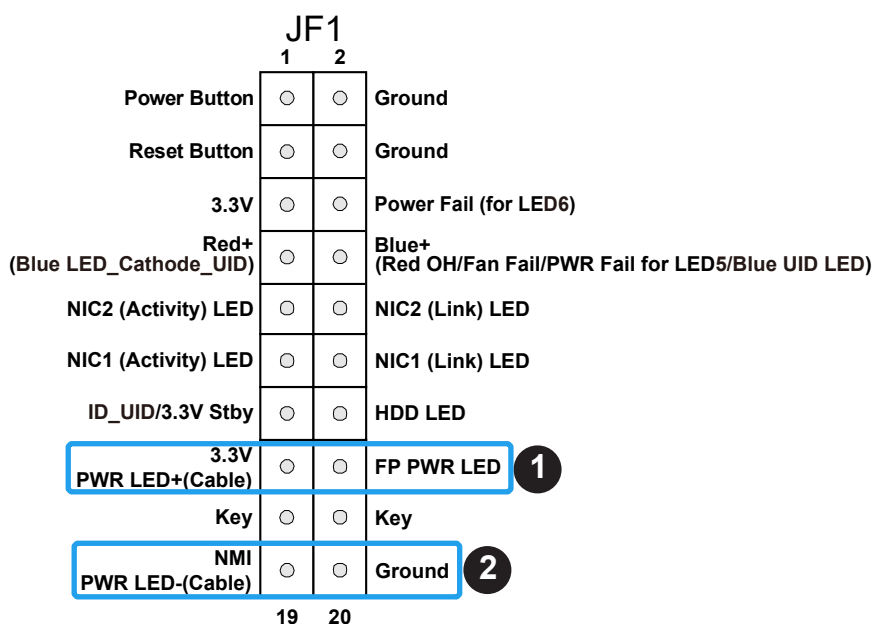 JF1
1 2
Power Button Ground
Reset Button Ground
3.3V Power Fail (for LED6)
Red+ Blue+
(Blue LED_Cathode_UID) (Red OH/Fan Fail/PWR Fail for LED5/Blue UID LED)
NIC2 (Activity) LED NIC2 (Link) LED
NIC1 (Activity) LED NIC1 (Link) LED
ID_UID/3.3V Stby HDD LED
3.3V
PWR LED+(Cable) FP PWR LED 1
Key Key
NMI
PWR LED-(Cable) Ground 2
19 20